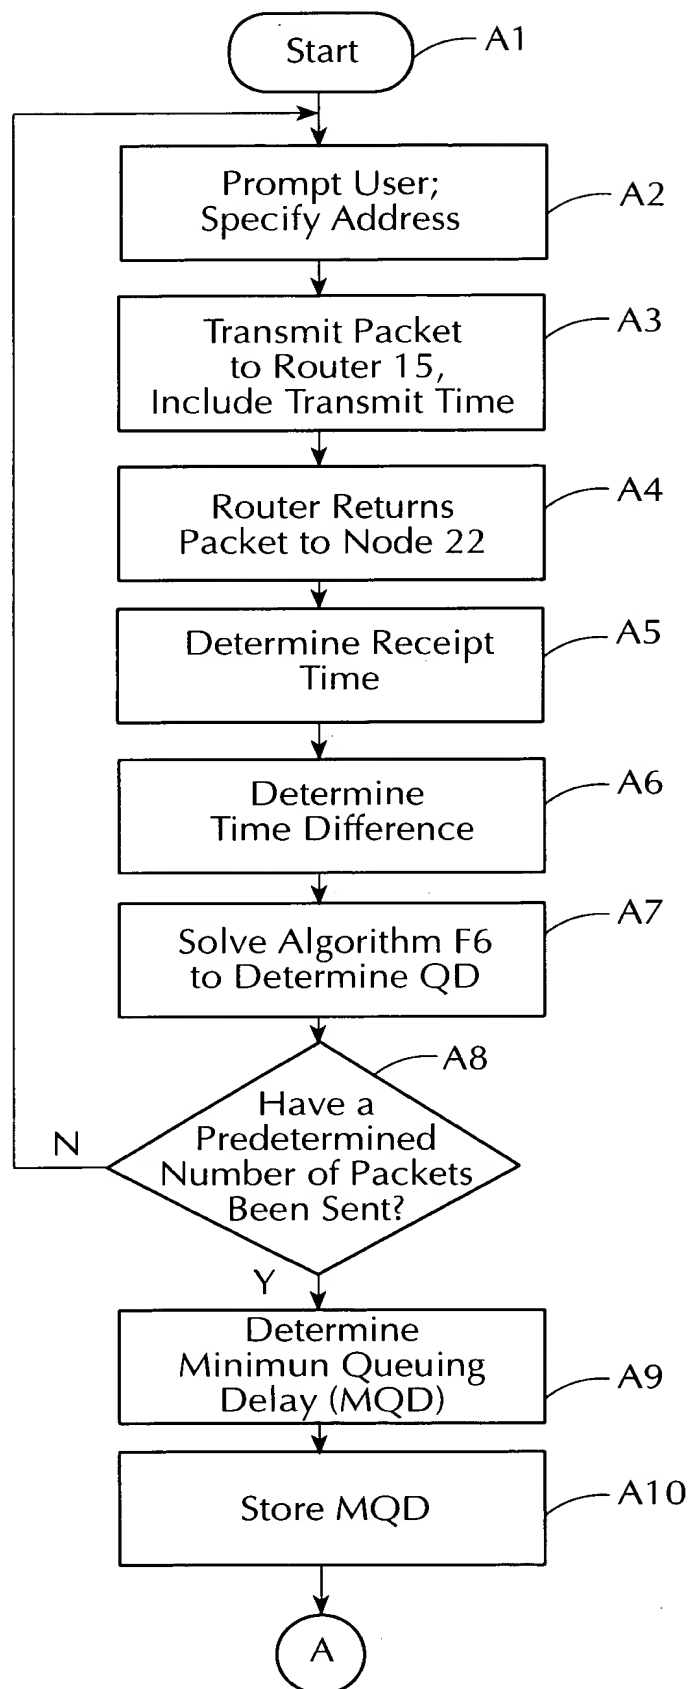 Start
A1
Prompt User;
Specify Address
A2
Transmit Packet
to Router 15,
Include Transmit Time
A3
Router Returns
Packet to Node 22
A4
Determine Receipt
Time
A5
Determine
Time Difference
A6
Solve Algorithm F6
to Determine QD
A7
A8
Have a
Predetermined
Number of Packets
Been Sent?
N
Y
Determine
Minimun Queuing
Delay (MQD)
A9
Store MQD
A10
A